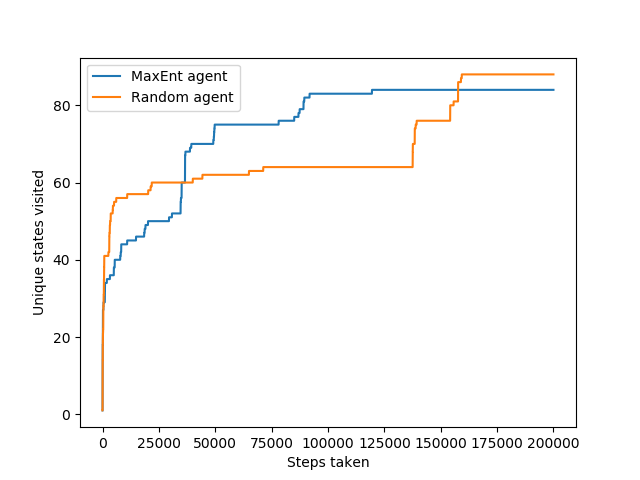 MaxEnt agent
Random agent
Unique states visited
80
60
40
20
0
0 25000 50000 75000 100000 125000 150000 175000 200000
Steps taken